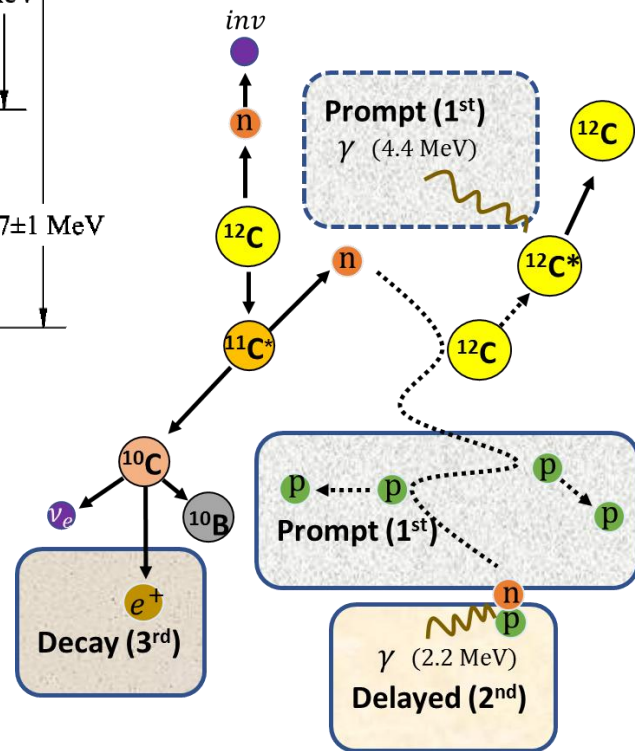 inv
n
Prompt (1ˢᵗ)
γ (4.4 MeV)
¹²C
7±1 MeV
¹²C
n
¹²C*
¹¹C*
¹²C
¹⁰C
p
p
p
νₑ
¹⁰B
Prompt (1ˢᵗ)
p
e⁺
n
Decay (3ʳᵈ)
p
γ (2.2 MeV)
Delayed (2ⁿᵈ)